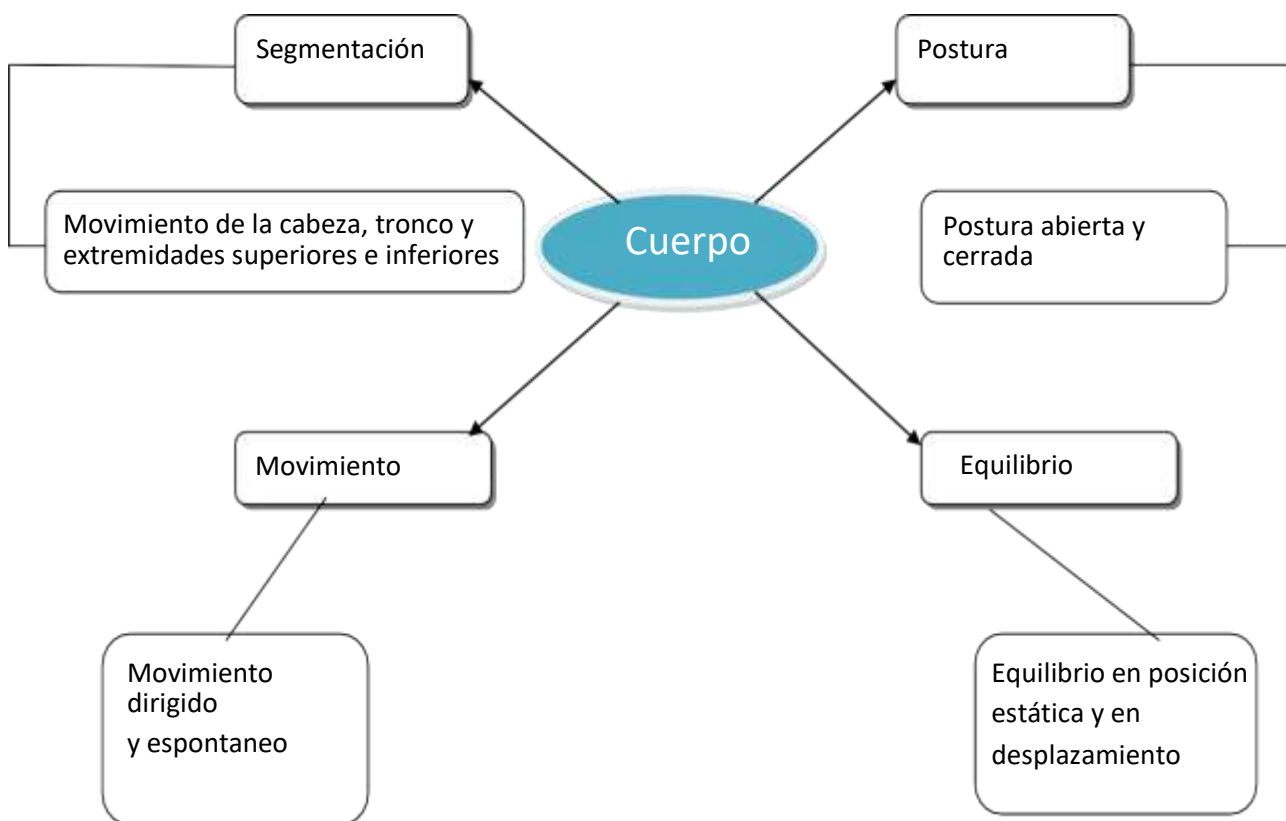 Segmentación
Postura
Movimiento de la cabeza, tronco y
extremidades superiores e inferiores
Cuerpo
Postura abierta y
cerrada
Movimiento
Equilibrio
Movimiento
dirigido
y espontaneo
Equilibrio en posición
estática y en
desplazamiento